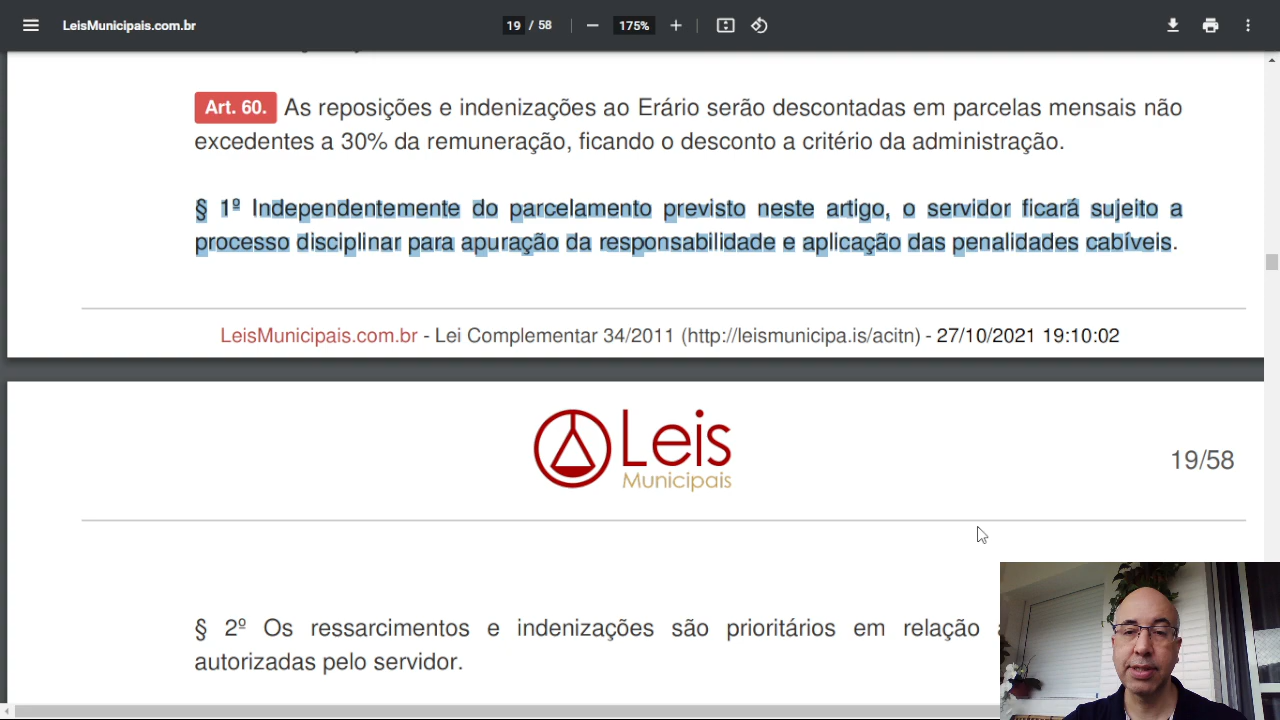 LeisMunicipais.com.br
19 / 58
175%
Art. 60. As reposições e indenizações ao Erário serão descontadas em parcelas mensais não
excedentes a 30% da remuneração, ficando o desconto a critério da administração.
§ 1º Independentemente do parcelamento previsto neste artigo, o servidor ficará sujeito a
processo disciplinar para apuração da responsabilidade e aplicação das penalidades cabíveis.
LeisMunicipais.com.br - Lei Complementar 34/2011 (http://leismunicipa.is/acitn) - 27/10/2021 19:10:02
Leis
Municipais
19/58
§ 2º Os ressarcimentos e indenizações são prioritários em relação
autorizadas pelo servidor.